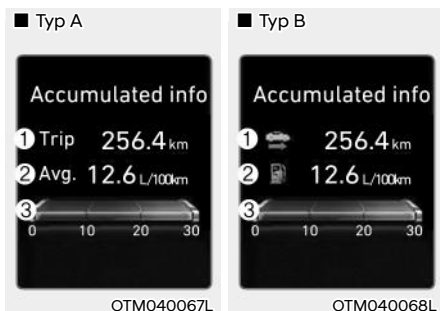 ■ Typ A
Accumulated info
① Trip 256.4 km
② Avg. 12.6 L/100km
③
0 10 20 30
OTM040067L
■ Typ B
Accumulated info
① 256.4 km
② 12.6 L/100km
③
0 10 20 30
OTM040068L